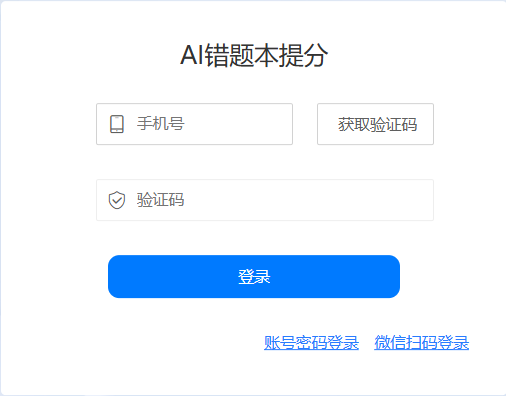 AI错题本提分
手机号 获取验证码
验证码
登录
账号密码登录 微信扫码登录